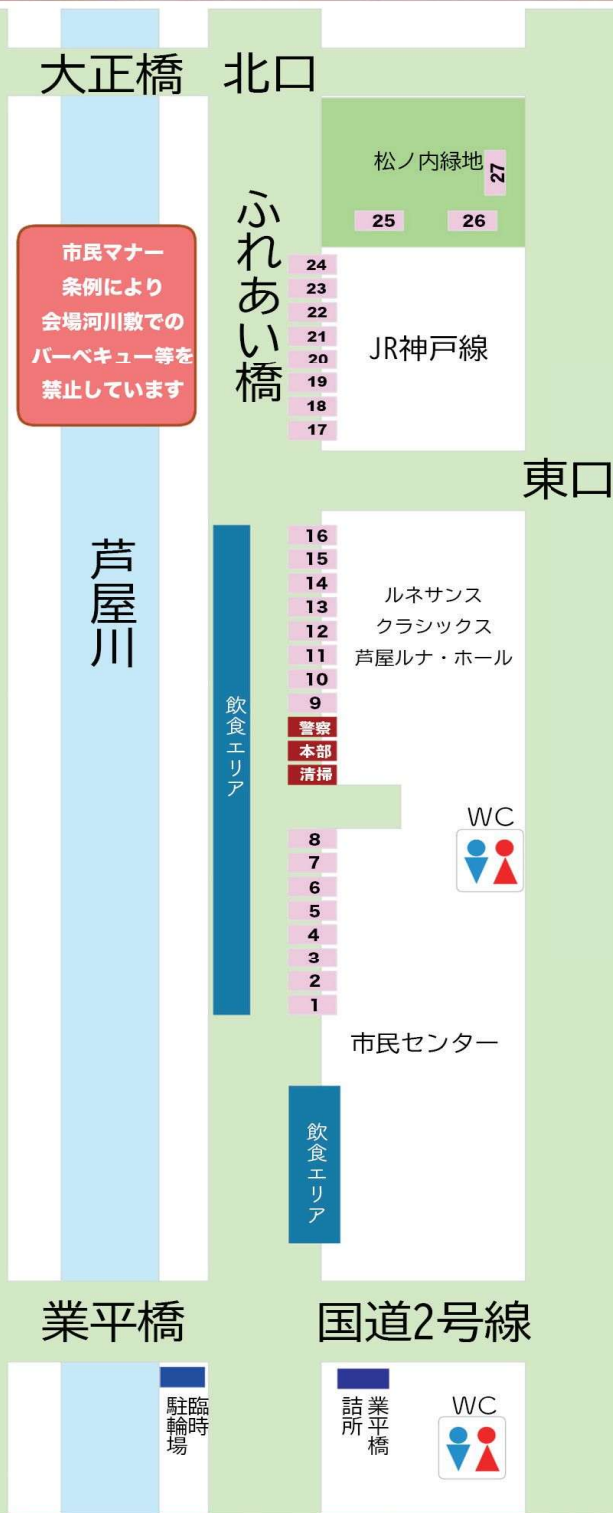 大正橋
北口
松ノ内緑地
27
25
26
ふれあい橋
市民マナー
条例により
会場河川敷での
バーベキュー等を
禁止しています
24
23
22
21
20
19
18
17
JR神戸線
東口
芦屋川
飲食エリア
16
15
14
13
12
11
10
9
警察
本部
清掃
ルネサンス
クラシックス
芦屋ルナ・ホール
WC
8
7
6
5
4
3
2
1
市民センター
飲食エリア
業平橋
国道2号線
臨時
駐輪場
業平橋
詰所
WC